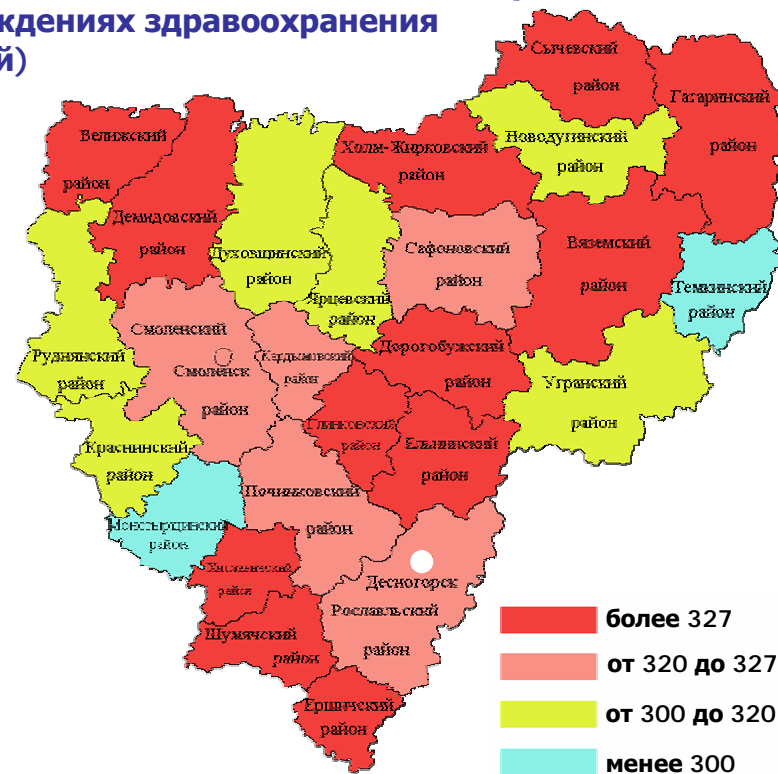 ждениях здравоохранения
й)
Сычевский
район
Гагаринский
район
Велижский
район
Новодугинский
район
Холм-Жирковский
район
Демидовский
район
Духовщинский
район
Сафоновский
район
Вяземский
район
Темкинский
район
Ярцевский
район
Смоленский
Смоленск
район
Кардымовский
район
Дорогобужский
район
Руднянский
район
Угранский
район
Глинковский
район
Ельнинский
район
Краснинский
район
Починковский
район
Монстырщинский
район
Хиславичский
район
Десногорск
Рославльский
район
Шумячский
район
Ершичский
район
более 327
от 320 до 327
от 300 до 320
менее 300